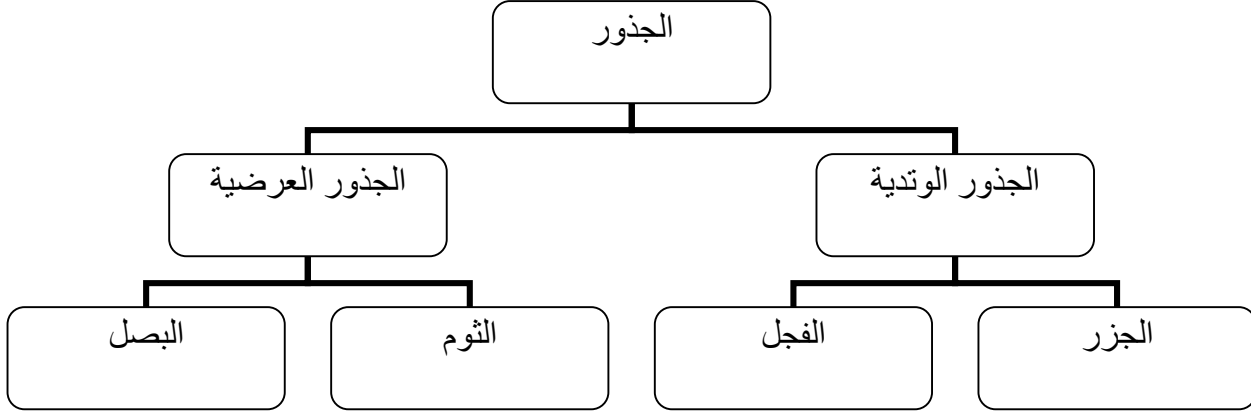 الجذور
الجذور الوتدية
الجذور العرضية
الجزر
الفجل
الثوم
البصل